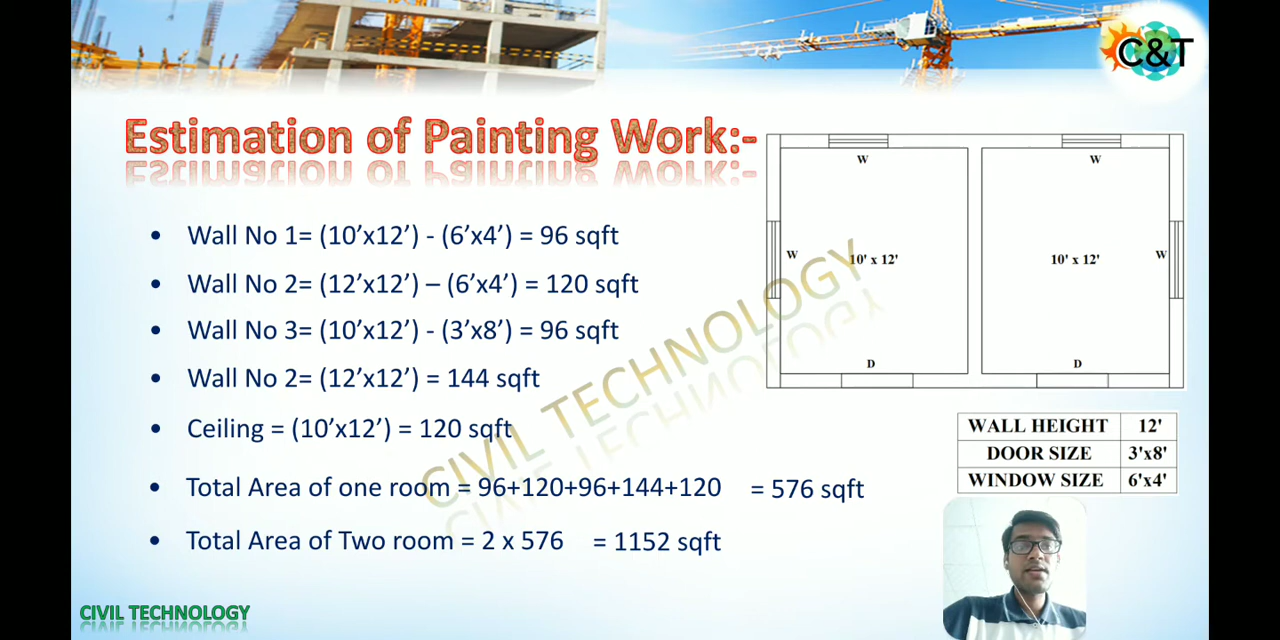 C&T
Estimation of Painting Work:-
• Wall No 1= (10’x12’) - (6’x4’) = 96 sqft
• Wall No 2= (12’x12’) – (6’x4’) = 120 sqft
• Wall No 3= (10’x12’) - (3’x8’) = 96 sqft
• Wall No 2= (12’x12’) = 144 sqft
• Ceiling = (10’x12’) = 120 sqft
• Total Area of one room = 96+120+96+144+120 = 576 sqft
• Total Area of Two room = 2 x 576 = 1152 sqft
W W
W 10' x 12' 10' x 12' W
D D
WALL HEIGHT 12'
DOOR SIZE 3'x8'
WINDOW SIZE 6'x4'
CIVIL TECHNOLOGY
CIVIL TECHNOLOGY